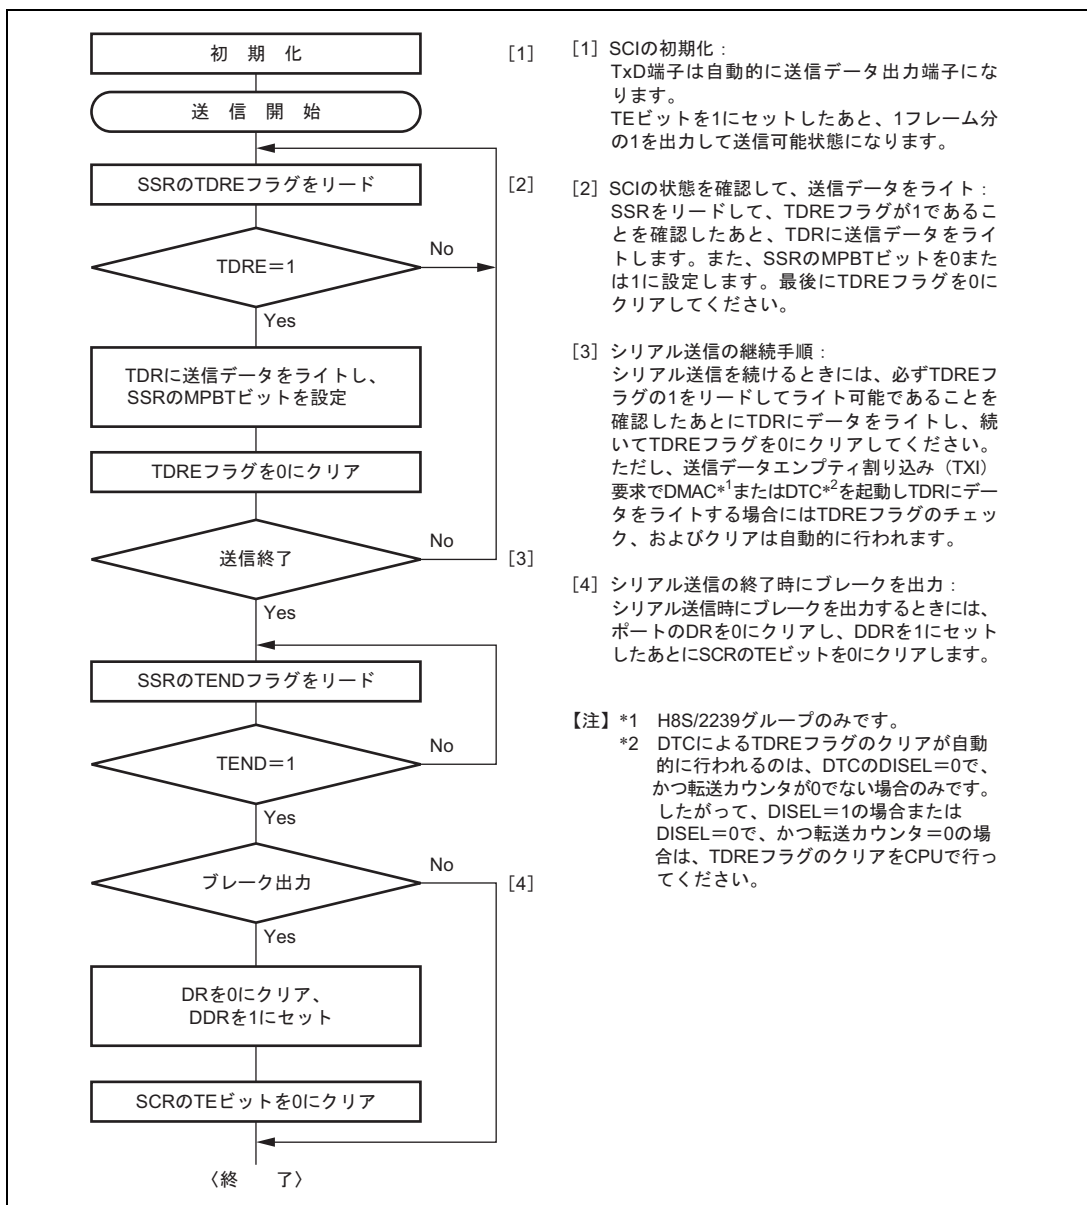 初　期　化
[1]
送　信　開　始
SSRのTDREフラグをリード
[2]
TDRE＝1
No
Yes
TDRに送信データをライトし、
SSRのMPBTビットを設定
TDREフラグを0にクリア
送信終了
No
[3]
Yes
SSRのTENDフラグをリード
TEND＝1
No
Yes
ブレーク出力
No
[4]
Yes
DRを0にクリア、
DDRを1にセット
SCRのTEビットを0にクリア
〈終　　了〉
[1] SCIの初期化：
TxD端子は自動的に送信データ出力端子にな
ります。
TEビットを1にセットしたあと、1フレーム分
の1を出力して送信可能状態になります。
[2] SCIの状態を確認して、送信データをライト：
SSRをリードして、TDREフラグが1であるこ
とを確認したあと、TDRに送信データをライ
トします。また、SSRのMPBTビットを0また
は1に設定します。最後にTDREフラグを0に
クリアしてください。
[3] シリアル送信の継続手順：
シリアル送信を続けるときには、必ずTDREフ
ラグの1をリードしてライト可能であることを
確認したあとにTDRにデータをライトし、続
いてTDREフラグを0にクリアしてください。
ただし、送信データエンプティ割り込み（TXI）
要求でDMAC*1またはDTC*2を起動しTDRにデー
タをライトする場合にはTDREフラグのチェッ
ク、およびクリアは自動的に行われます。
[4] シリアル送信の終了時にブレークを出力：
シリアル送信時にブレークを出力するときには、
ポートのDRを0にクリアし、DDRを1にセット
したあとにSCRのTEビットを0にクリアします。
【注】*1　H8S/2239グループのみです。
*2　DTCによるTDREフラグのクリアが自動
的に行われるのは、DTCのDISEL＝0で、
かつ転送カウンタが0でない場合のみです。
したがって、DISEL＝1の場合または
DISEL＝0で、かつ転送カウンタ＝0の場
合は、TDREフラグのクリアをCPUで行っ
てください。